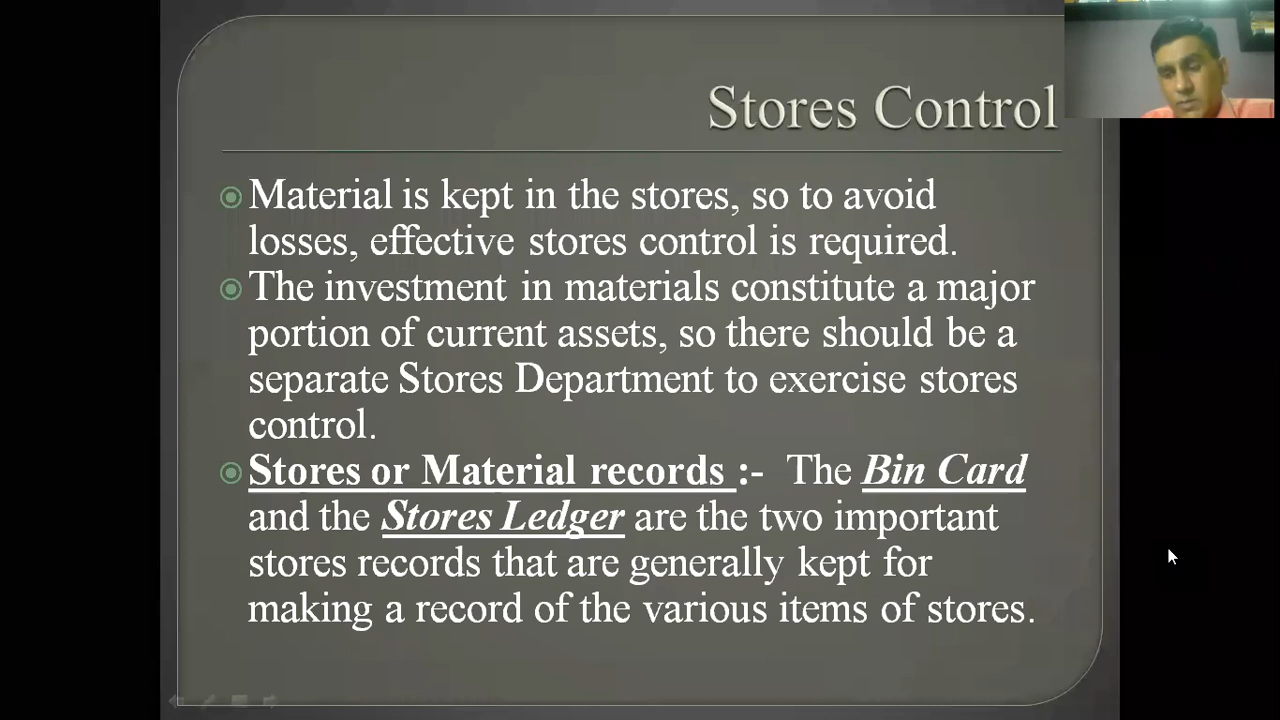 Stores Control
Material is kept in the stores, so to avoid
losses, effective stores control is required.
The investment in materials constitute a major
portion of current assets, so there should be a
separate Stores Department to exercise stores
control.
Stores or Material records :- The Bin Card
and the Stores Ledger are the two important
stores records that are generally kept for
making a record of the various items of stores.